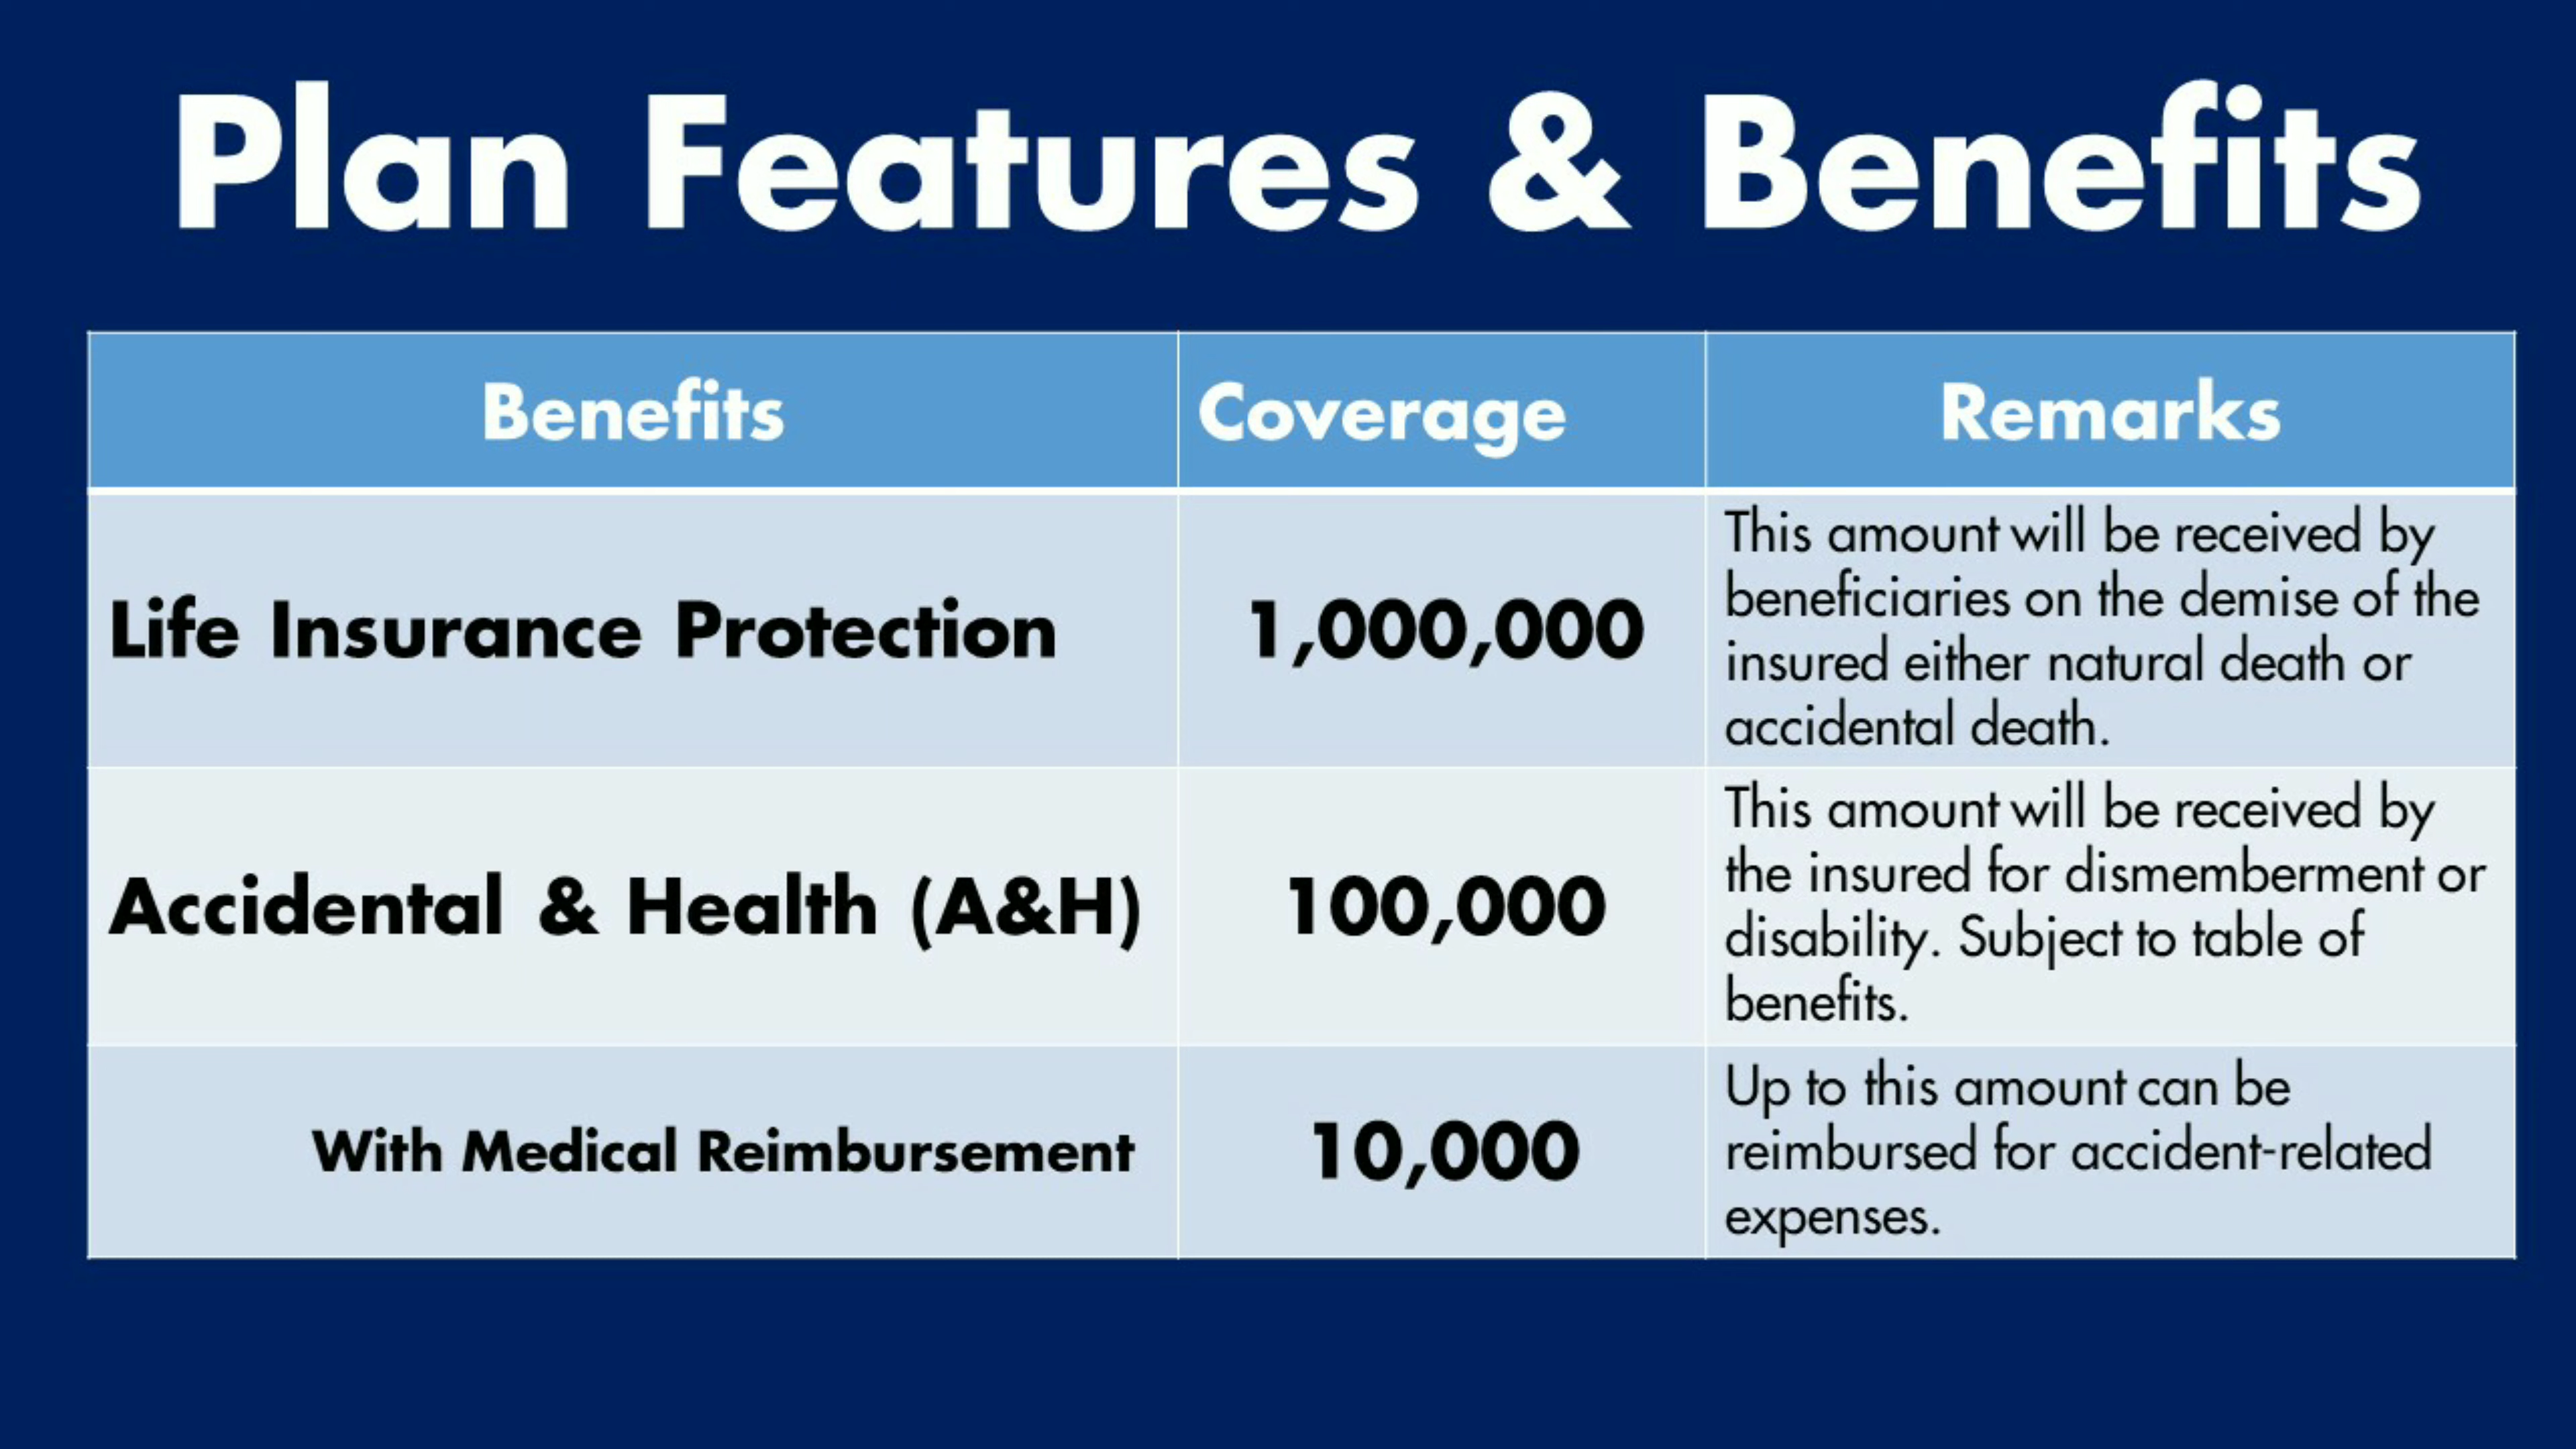 Plan Features & Benefits
Benefits
Coverage
Remarks
Life Insurance Protection
1,000,000
This amount will be received by
beneficiaries on the demise of the
insured either natural death or
accidental death.
Accidental & Health (A&H)
100,000
This amount will be received by
the insured for dismemberment or
disability. Subject to table of
benefits.
With Medical Reimbursement
10,000
Up to this amount can be
reimbursed for accident-related
expenses.